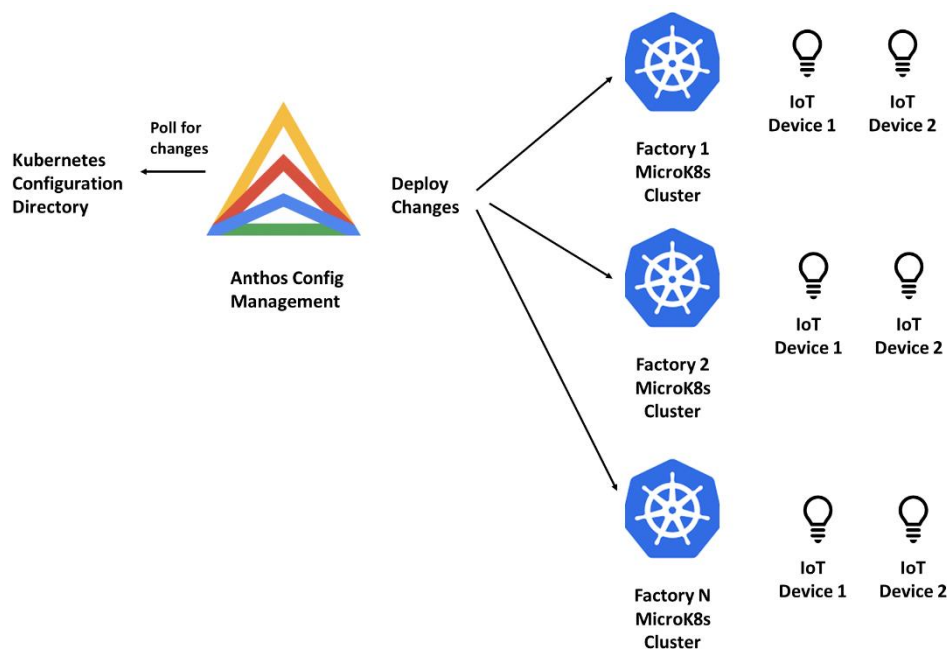 Poll for
changes
Kubernetes
Configuration
Directory
Anthos Config
Management
Deploy
Changes
Factory 1
MicroK8s
Cluster
IoT
Device 1
IoT
Device 2
Factory 2
MicroK8s
Cluster
IoT
Device 1
IoT
Device 2
Factory N
MicroK8s
Cluster
IoT
Device 1
IoT
Device 2